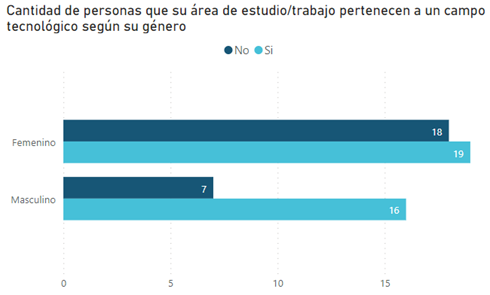 Cantidad de personas que su área de estudio/trabajo pertenecen a un campo
tecnológico según su género
No Si
Femenino
18
19
Masculino
7
16
0 5 10 15